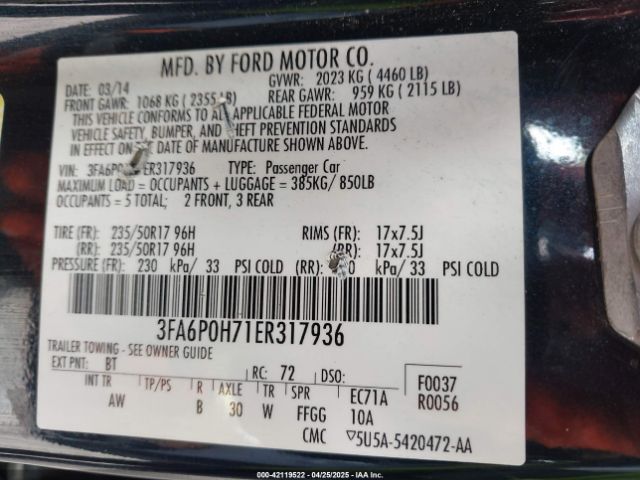 MFD. BY FORD MOTOR CO.
DATE: 03/14 GVWR: 2023 KG ( 4460 LB)
FRONT GAWR: 1068 KG ( 2355 LB) REAR GAWR: 959 KG ( 2115 LB)
THIS VEHICLE CONFORMS TO ALL APPLICABLE FEDERAL MOTOR
VEHICLE SAFETY, BUMPER, AND THEFT PREVENTION STANDARDS
IN EFFECT ON THE DATE OF MANUFACTURE SHOWN ABOVE.
VIN: TYPE: Passenger Car
MAXIMUM LOAD = OCCUPANTS + LUGGAGE = 385KG/ 850LB
OCCUPANTS = 5 TOTAL; 2 FRONT, 3 REAR
TIRE (FR): 235/50R17 96H RIMS (FR): 17x7.5J
(RR): 235/50R17 96H (RR): 17x7.5J
PRESSURE (FR): 230 kPa/ 33 PSI COLD (RR): kPa/ 33 PSI COLD
3FA6P0H71ER317936
TRAILER TOWING - SEE OWNER GUIDE
EXT PNT: BT RC: 72 DSO:
INT TR TP/PS R AXLE TR SPR EC71A F0037
AW B 30 W FFGG 10A R0056
CMC ▽5U5A-5420472-AA
000-42119522 - 04/25/2025 - IAAI.com